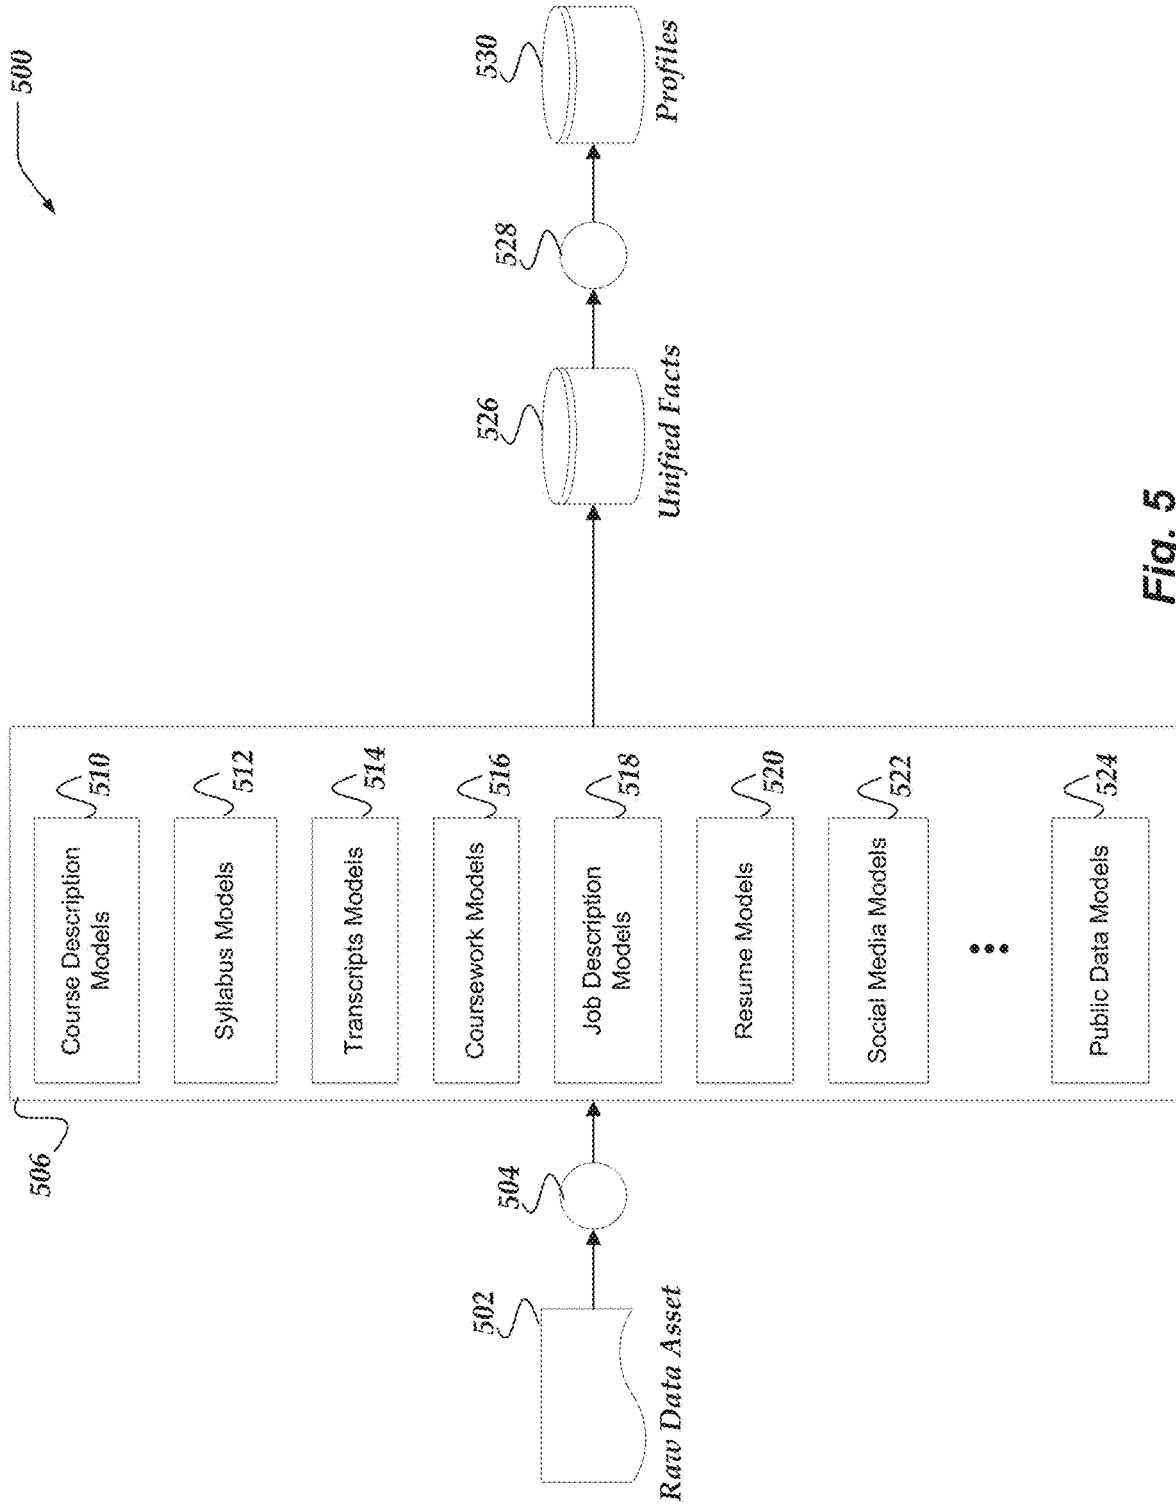 500
506
Course Description
Models
510
Syllabus Models
512
Transcripts Models
514
Coursework Models
516
Job Description
Models
518
Resume Models
520
Social Media Models
522
•••
Public Data Models
524
502
Raw Data Asset
504
526
Unified Facts
528
530
Profiles
Fig. 5